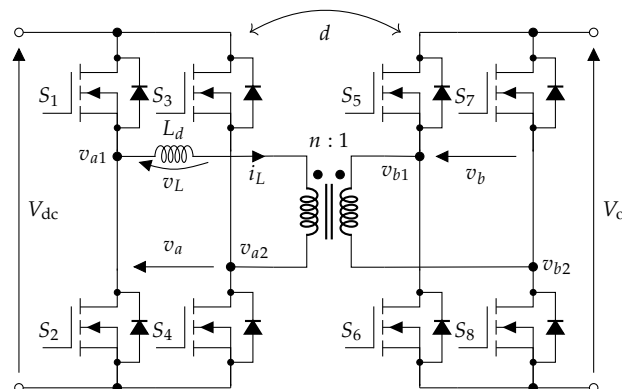 d
S1 S3 S5 S7
Ld n : 1
va1 vL iL vb1 vb
Vdc Vo
va va2 vb2
S2 S4 S6 S8